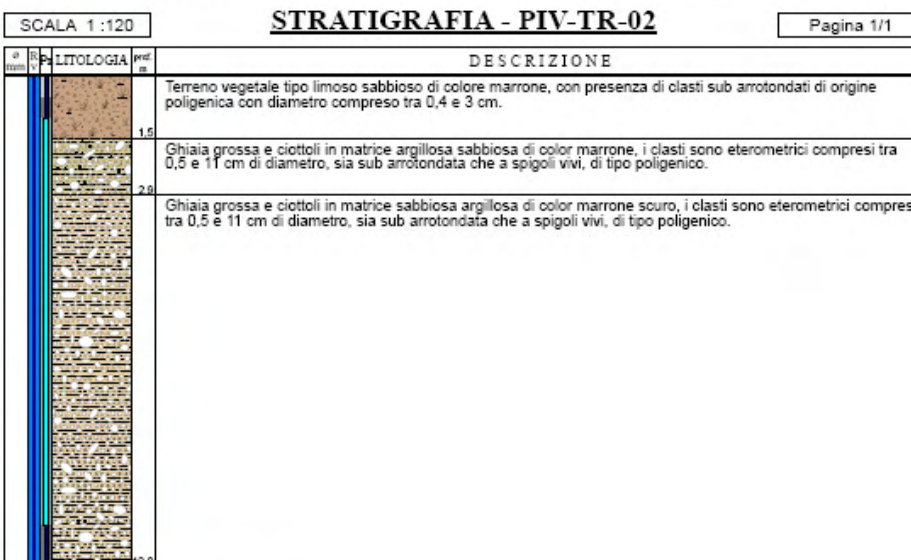 SCALA 1:120
STRATIGRAFIA - PIV-TR-02
Pagina 1/1
ø mm
R v
Ps
LITOLOGIA
prof. m
DESCRIZIONE
Terreno vegetale tipo limoso sabbioso di colore marrone, con presenza di clasti sub arrotondati di origine
poligenica con diametro compreso tra 0,4 e 3 cm.
1,5
Ghiaia grossa e ciottoli in matrice argillosa sabbiosa di color marrone, i clasti sono eterometrici compresi tra
0,5 e 11 cm di diametro, sia sub arrotondata che a spigoli vivi, di tipo poligenico.
2,9
Ghiaia grossa e ciottoli in matrice sabbiosa argillosa di color marrone scuro, i clasti sono eterometrici compres
tra 0,5 e 11 cm di diametro, sia sub arrotondata che a spigoli vivi, di tipo poligenico.